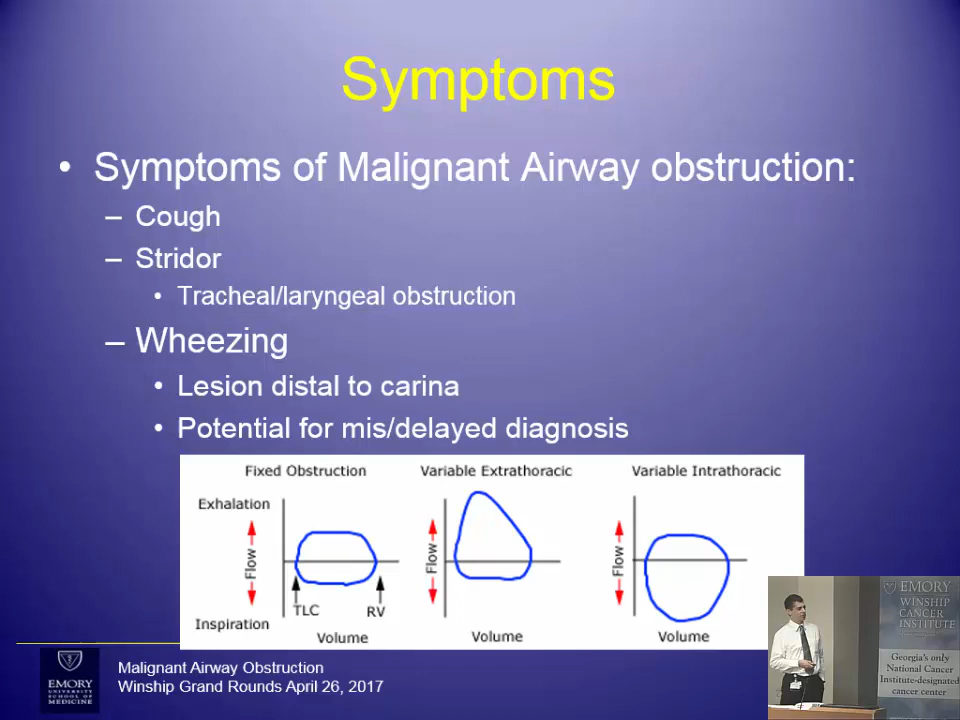 Symptoms
• Symptoms of Malignant Airway obstruction:
– Cough
– Stridor
• Tracheal/laryngeal obstruction
– Wheezing
• Lesion distal to carina
• Potential for mis/delayed diagnosis
Fixed Obstruction
Variable Extrathoracic
Variable Intrathoracic
Exhalation
Flow
Inspiration
TLC
RV
Volume
Flow
Volume
Flow
Volume
EMORY
UNIVERSITY
SCHOOL OF
MEDICINE
Malignant Airway Obstruction
Winship Grand Rounds April 26, 2017
EMORY
WINSHIP
CANCER
INSTITUTE
Georgia's only
National Cancer
Institute-designated
cancer center